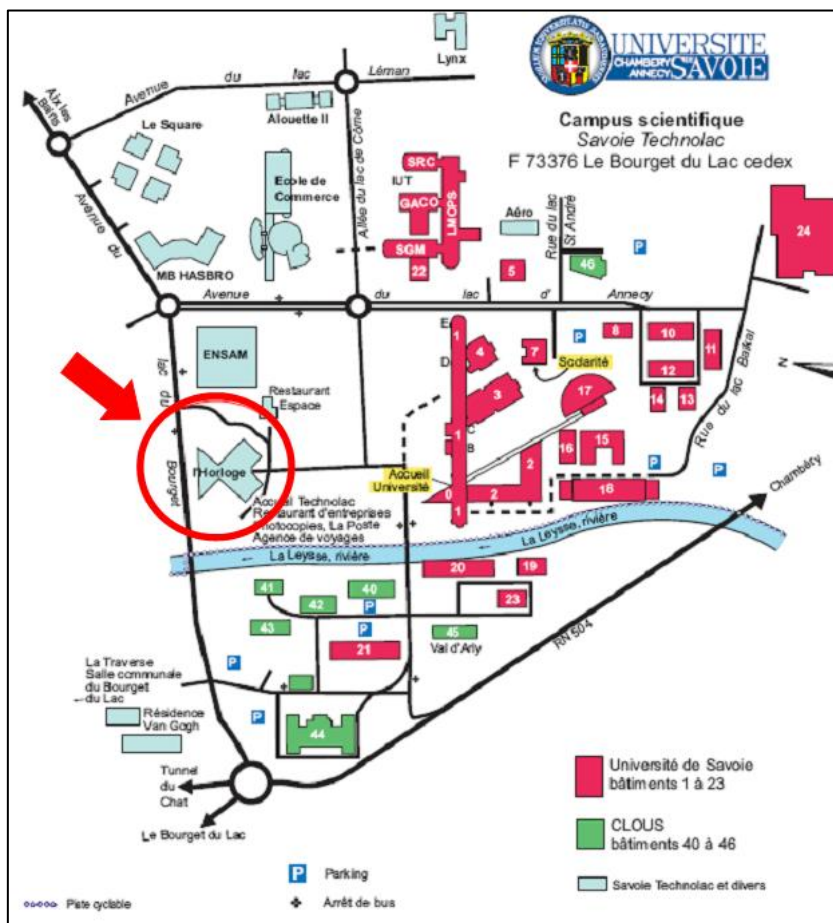 UNIVERSITE
CHAMBERY
ANNECY
SAVOIE
Campus scientifique
Savoie Technolac
F 73376 Le Bourget du Lac cedex
Lynx
Avenue du lac Léman
Aix les
Bains
Le Square
Alouette II
Ecole de
Commerce
Allée du lac de Côme
SRC
IUT
GACO
LMOPS
SGM
22
Aéro
5
Rue du lac
St André
46
P
24
MB HASBRO
Avenue du
lac du
Bourget
Avenue du lac d' Annecy
ENSAM
Restaurant
Espace
E
1
D
4
7
Scolarité
8
10
11
12
14
13
3
17
C
1
B
2
16
15
P
P
P
N
Rue du lac Baikal
l'Horloge
Accueil
Université
0
2
1
18
Chambéry
Accueil Technolac
Restaurant d'entreprises
Photocopies, La Poste
Agence de voyages
La Leysse, rivière
La Leysse, rivière
41
42
40
P
43
P
21
20
19
23
45
Val d'Arly
RN 504
La Traverse
Salle communale
du Bourget
du Lac
P
Résidence
Van Gogh
P
44
Tunnel
du
Chat
Le Bourget du Lac
Université de Savoie
bâtiments 1 à 23
CLOUS
bâtiments 40 à 46
Savoie Technolac et divers
P Parking
Arrêt de bus
Piste cyclable